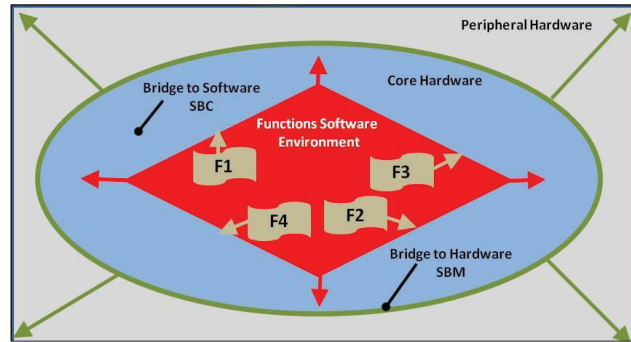 Peripheral Hardware
Core Hardware
Bridge to Software
SBC
Functions Software
Environment
F1
F3
F4
F2
Bridge to Hardware
SBM